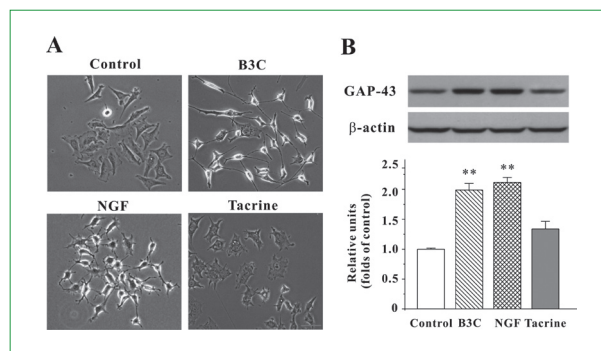 A
Control
B3C
NGF
Tacrine
B
GAP-43
β-actin
Relative units
(folds of control)
2.5
2.0
1.5
1.0
0.5
0
**
**
Control B3C NGF Tacrine